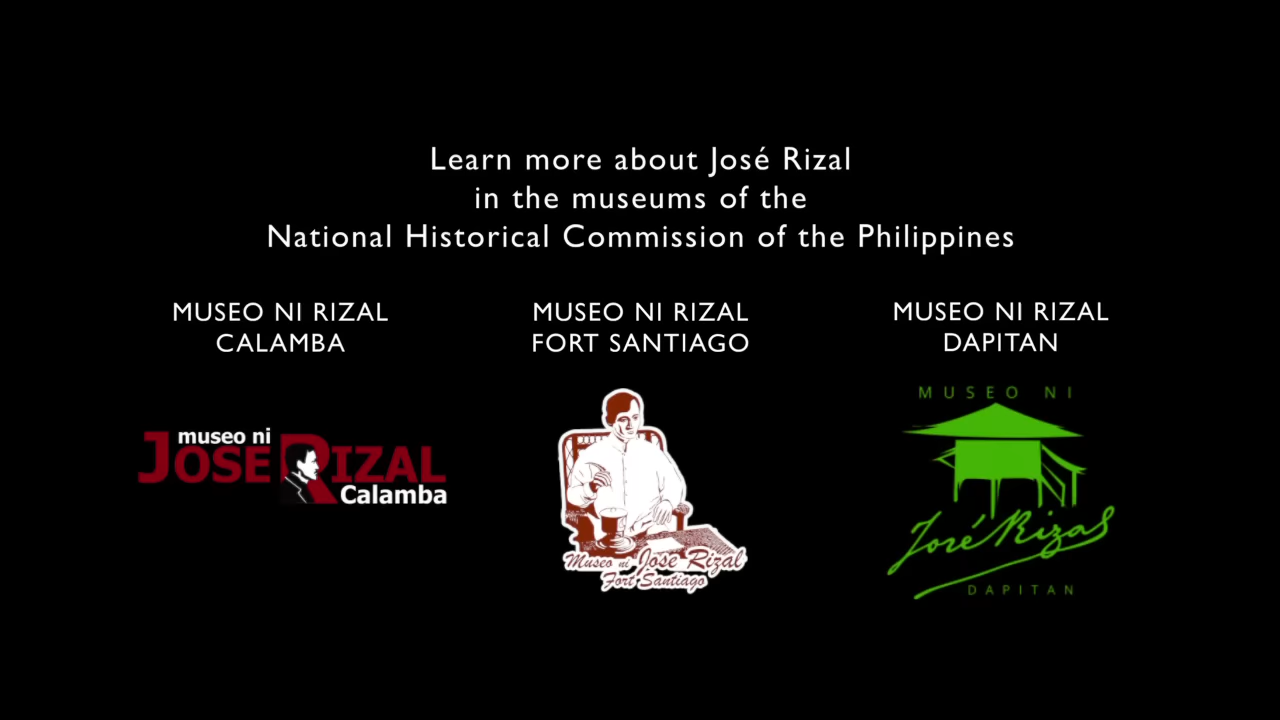 Learn more about José Rizal
in the museums of the
National Historical Commission of the Philippines
MUSEO NI RIZAL
CALAMBA
MUSEO NI RIZAL
FORT SANTIAGO
MUSEO NI RIZAL
DAPITAN
museo ni
JOSE RIZAL
Calamba
Museo ni Jose Rizal
Fort Santiago
MUSEO NI
José Rizal
DAPITAN